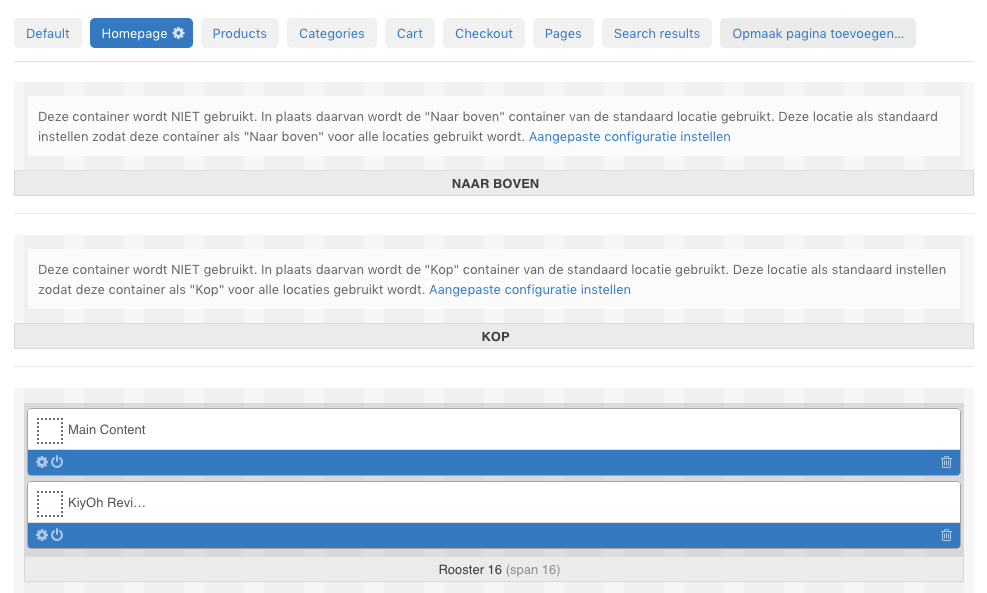 Default Homepage Products Categories Cart Checkout Pages Search results Opmaak pagina toevoegen...
Deze container wordt NIET gebruikt. In plaats daarvan wordt de "Naar boven" container van de standaard locatie gebruikt. Deze locatie als standaard
instellen zodat deze container als "Naar boven" voor alle locaties gebruikt wordt. Aangepaste configuratie instellen
NAAR BOVEN
Deze container wordt NIET gebruikt. In plaats daarvan wordt de "Kop" container van de standaard locatie gebruikt. Deze locatie als standaard instellen
zodat deze container als "Kop" voor alle locaties gebruikt wordt. Aangepaste configuratie instellen
KOP
Main Content
KiyOh Revi...
Rooster 16 (span 16)